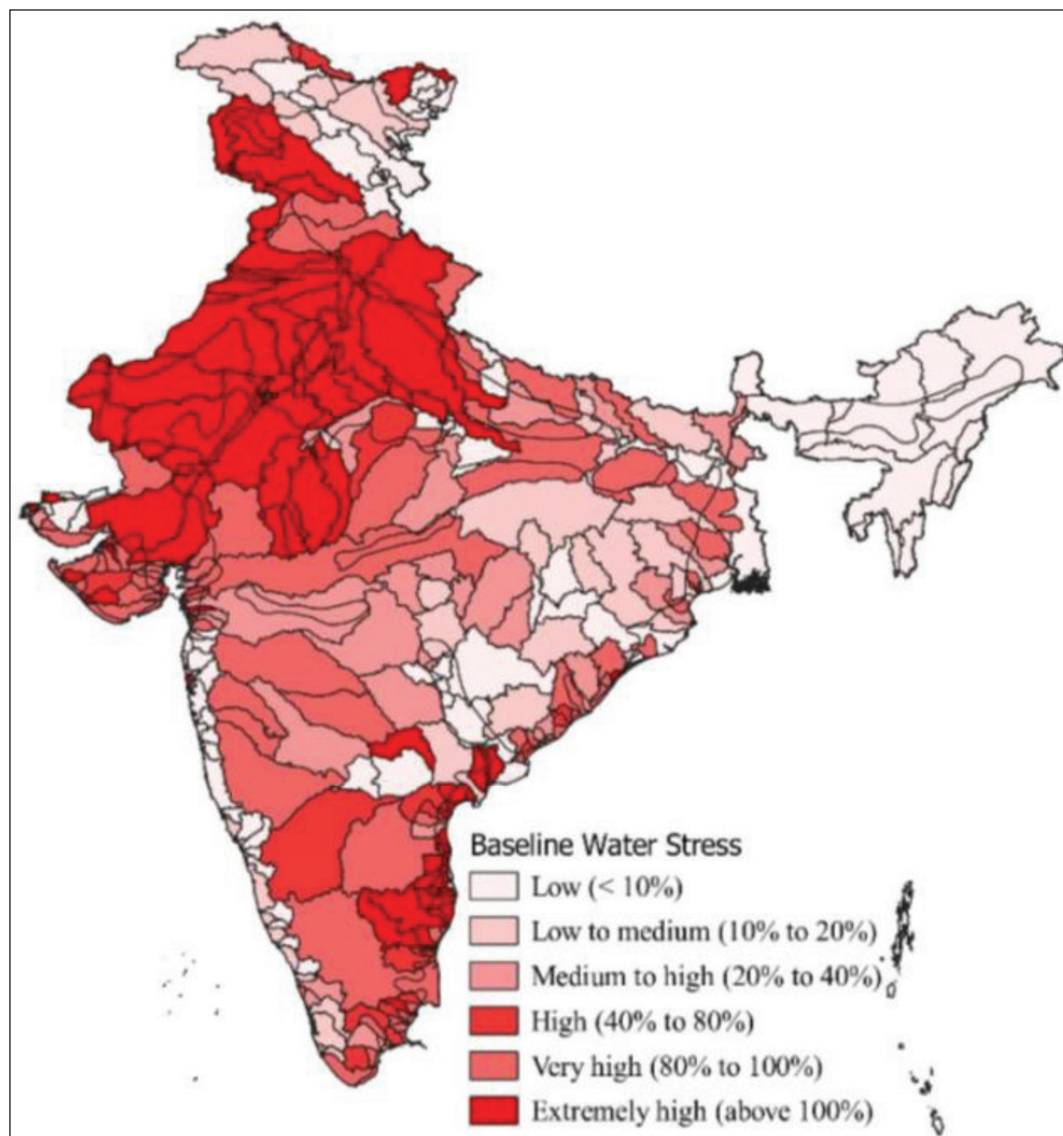 Baseline Water Stress
Low (< 10%)
Low to medium (10% to 20%)
Medium to high (20% to 40%)
High (40% to 80%)
Very high (80% to 100%)
Extremely high (above 100%)